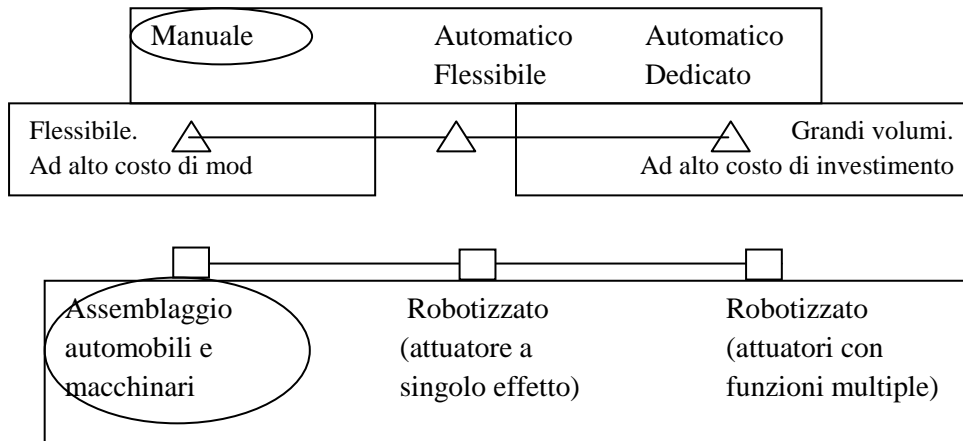 Manuale
Automatico
Flessibile
Automatico
Dedicato
Flessibile.
Ad alto costo di mod
Grandi volumi.
Ad alto costo di investimento
Assemblaggio
automobili e
macchinari
Robotizzato
(attuatore a
singolo effetto)
Robotizzato
(attuatori con
funzioni multiple)